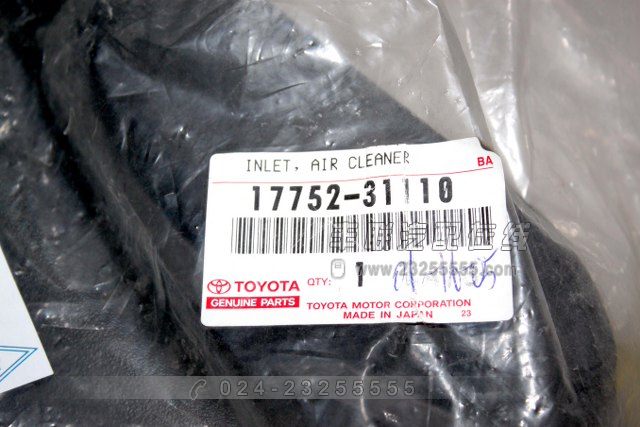 INLET, AIR CLEANER
BA
17752-31110
www.23255555.com
TOYOTA
GENUINE PARTS
QTY: 1
TOYOTA MOTOR CORPORATION
MADE IN JAPAN 23
024-23255555